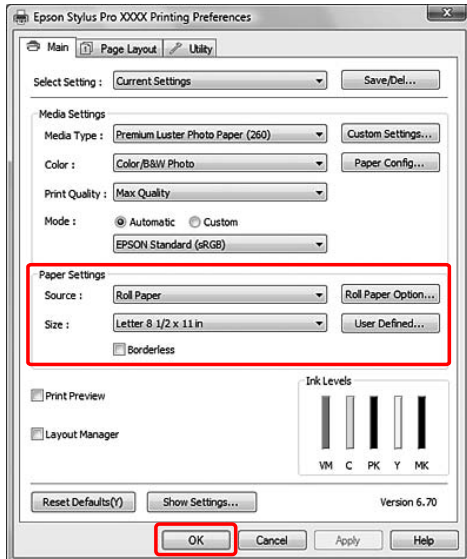 Epson Stylus Pro XXXX Printing Preferences
Main Page Layout Utility
Select Setting : Current Settings Save/Del...
Media Settings
Media Type : Premium Luster Photo Paper (260) Custom Settings...
Color : Color/B&W Photo Paper Config...
Print Quality : Max Quality
Mode : Automatic Custom
EPSON Standard (sRGB)
Paper Settings
Source : Roll Paper Roll Paper Option...
Size : Letter 8 1/2 x 11 in User Defined...
Borderless
Print Preview
Ink Levels
Layout Manager
VM C PK Y MK
Reset Defaults(Y) Show Settings... Version 6.70
OK Cancel Apply Help